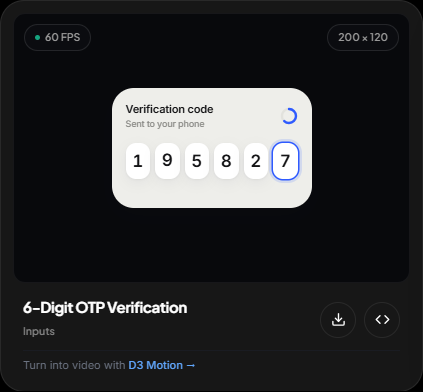 60 FPS
200 × 120
Verification code
Sent to your phone
1 9 5 8 2 7
6-Digit OTP Verification
Inputs
Turn into video with D3 Motion →